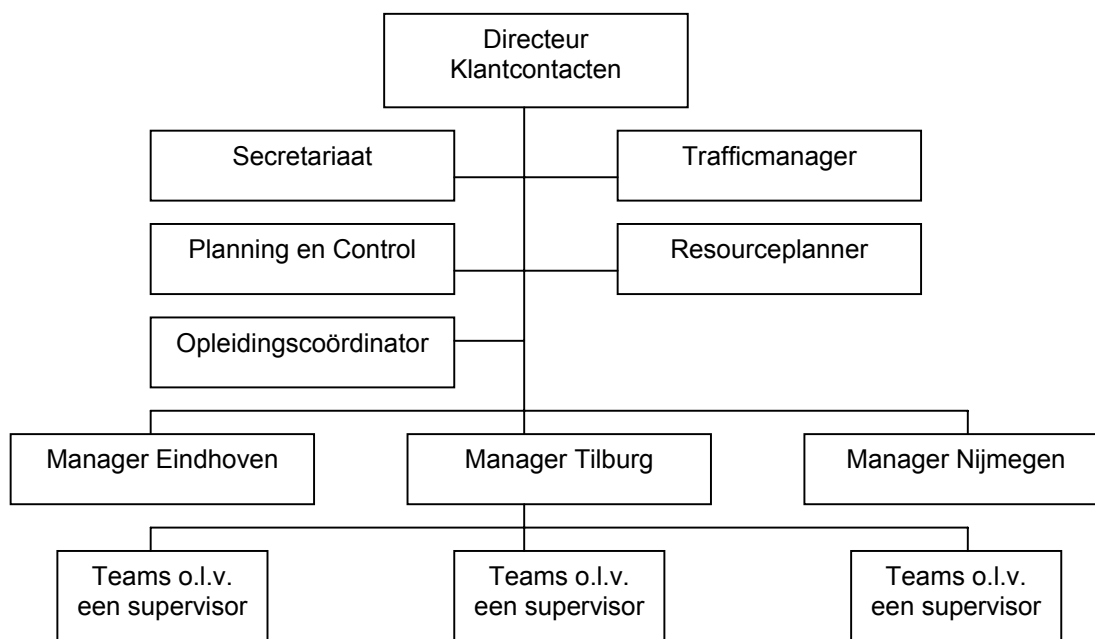 Directeur
Klantcontacten
Secretariaat
Trafficmanager
Planning en Control
Resourceplanner
Opleidingscoördinator
Manager Eindhoven
Manager Tilburg
Manager Nijmegen
Teams o.l.v.
een supervisor
Teams o.l.v.
een supervisor
Teams o.l.v.
een supervisor